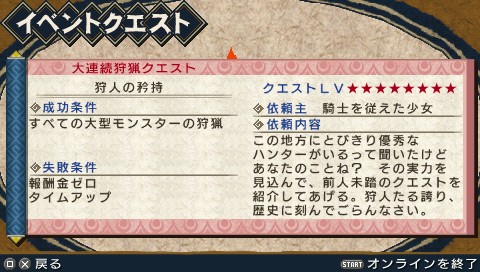 イベントクエスト
大連続狩猟クエスト
狩人の矜持
成功条件
すべての大型モンスターの狩猟
失敗条件
報酬金ゼロ
タイムアップ
クエストLV★★★★★★★★
依頼主 騎士を従えた少女
依頼内容
この地方にとびきり優秀な
ハンターがいるって聞いたけど
あなたのことね? その実力を
見込んで、前人未踏のクエストを
紹介してあげる。狩人たる誇り、
歴史に刻んでごらんなさい。
□×戻る
START オンラインを終了